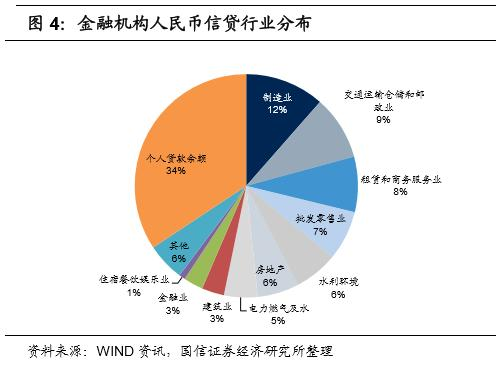 图 4：金融机构人民币信贷行业分布
制造业
12%
交通运输仓储和邮
政业
9%
租赁和商务服务业
8%
批发零售业
7%
水利环境
6%
房地产
6%
电力燃气及水
5%
建筑业
3%
金融业
3%
住宿餐饮娱乐业
1%
其他
6%
个人贷款余额
34%
资料来源：WIND 资讯，国信证券经济研究所整理